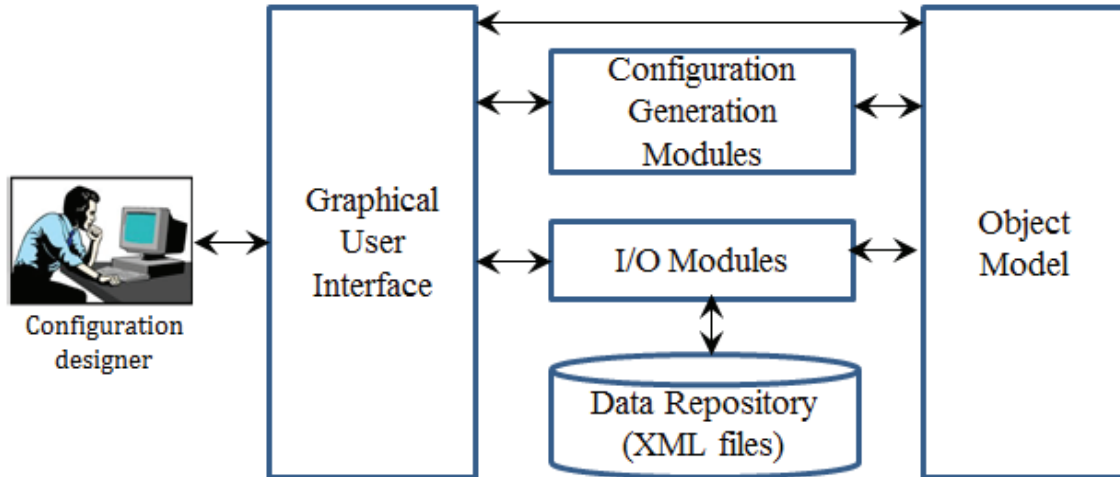 Configuration
designer
Graphical
User
Interface
Configuration
Generation
Modules
I/O Modules
Data Repository
(XML files)
Object
Model